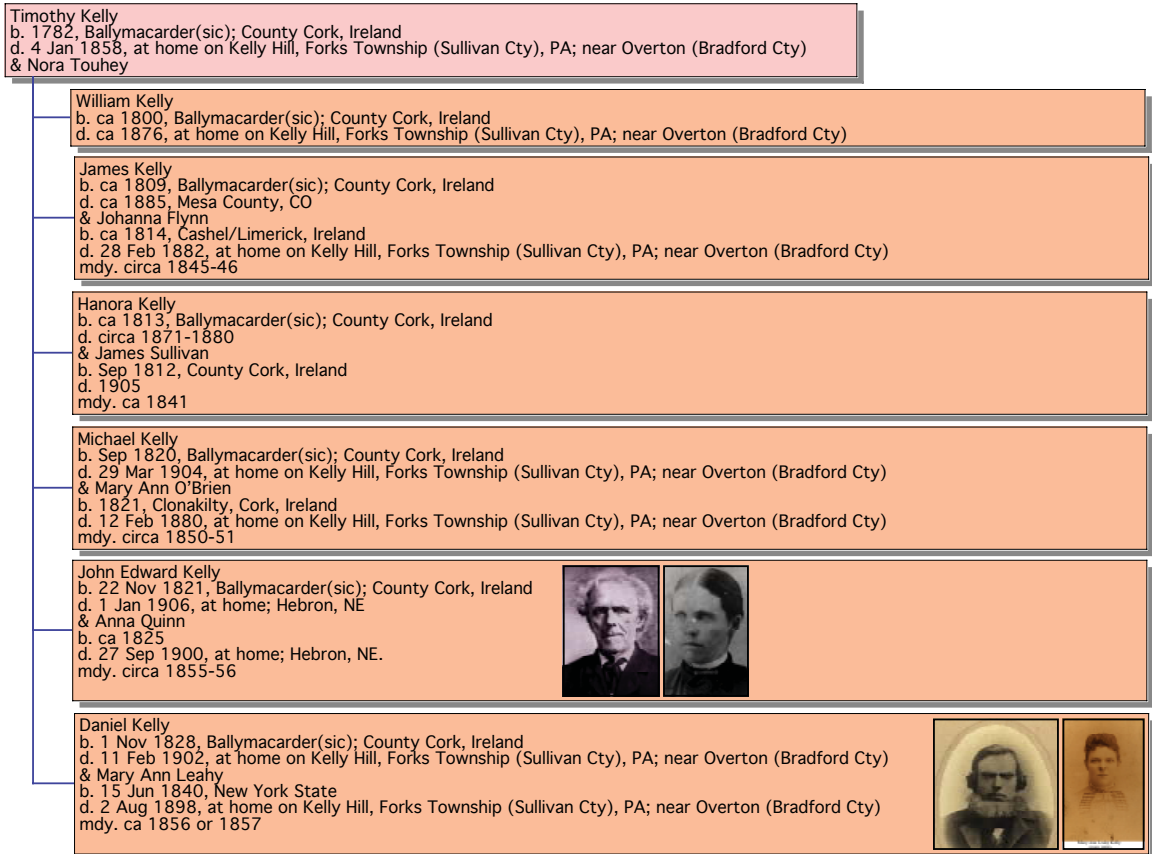 Timothy Kelly
b. 1782, Ballymacarder(sic); County Cork, Ireland
d. 4 Jan 1858, at home on Kelly Hill, Forks Township (Sullivan Cty), PA; near Overton (Bradford Cty)
& Nora Touhey
William Kelly
b. ca 1800, Ballymacarder(sic); County Cork, Ireland
d. ca 1876, at home on Kelly Hill, Forks Township (Sullivan Cty), PA; near Overton (Bradford Cty)
James Kelly
b. ca 1809, Ballymacarder(sic); County Cork, Ireland
d. ca 1885, Mesa County, CO
& Johanna Flynn
b. ca 1814, Cashel/Limerick, Ireland
d. 28 Feb 1882, at home on Kelly Hill, Forks Township (Sullivan Cty), PA; near Overton (Bradford Cty)
mdy. circa 1845-46
Hanora Kelly
b. ca 1813, Ballymacarder(sic); County Cork, Ireland
d. circa 1871-1880
& James Sullivan
b. Sep 1812, County Cork, Ireland
d. 1905
mdy. ca 1841
Michael Kelly
b. Sep 1820, Ballymacarder(sic); County Cork, Ireland
d. 29 Mar 1904, at home on Kelly Hill, Forks Township (Sullivan Cty), PA; near Overton (Bradford Cty)
& Mary Ann O'Brien
b. 1821, Clonakilty, Cork, Ireland
d. 12 Feb 1880, at home on Kelly Hill, Forks Township (Sullivan Cty), PA; near Overton (Bradford Cty)
mdy. circa 1850-51
John Edward Kelly
b. 22 Nov 1821, Ballymacarder(sic); County Cork, Ireland
d. 1 Jan 1906, at home; Hebron, NE
& Anna Quinn
b. ca 1825
d. 27 Sep 1900, at home; Hebron, NE.
mdy. circa 1855-56
Daniel Kelly
b. 1 Nov 1828, Ballymacarder(sic); County Cork, Ireland
d. 11 Feb 1902, at home on Kelly Hill, Forks Township (Sullivan Cty), PA; near Overton (Bradford Cty)
& Mary Ann Leahy
b. 15 Jun 1840, New York State
d. 2 Aug 1898, at home on Kelly Hill, Forks Township (Sullivan Cty), PA; near Overton (Bradford Cty)
mdy. ca 1856 or 1857